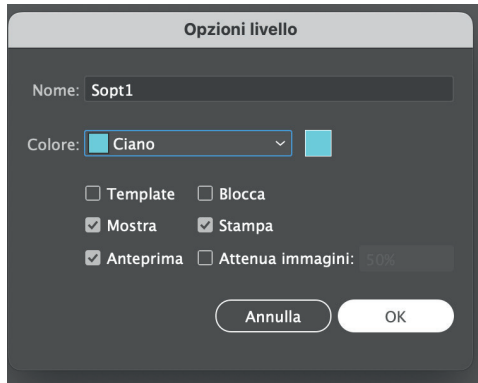 Opzioni livello
Nome: Sopt1
Colore: Ciano
Template Blocca
Mostra Stampa
Anteprima Attenua immagini: 50%
Annulla OK